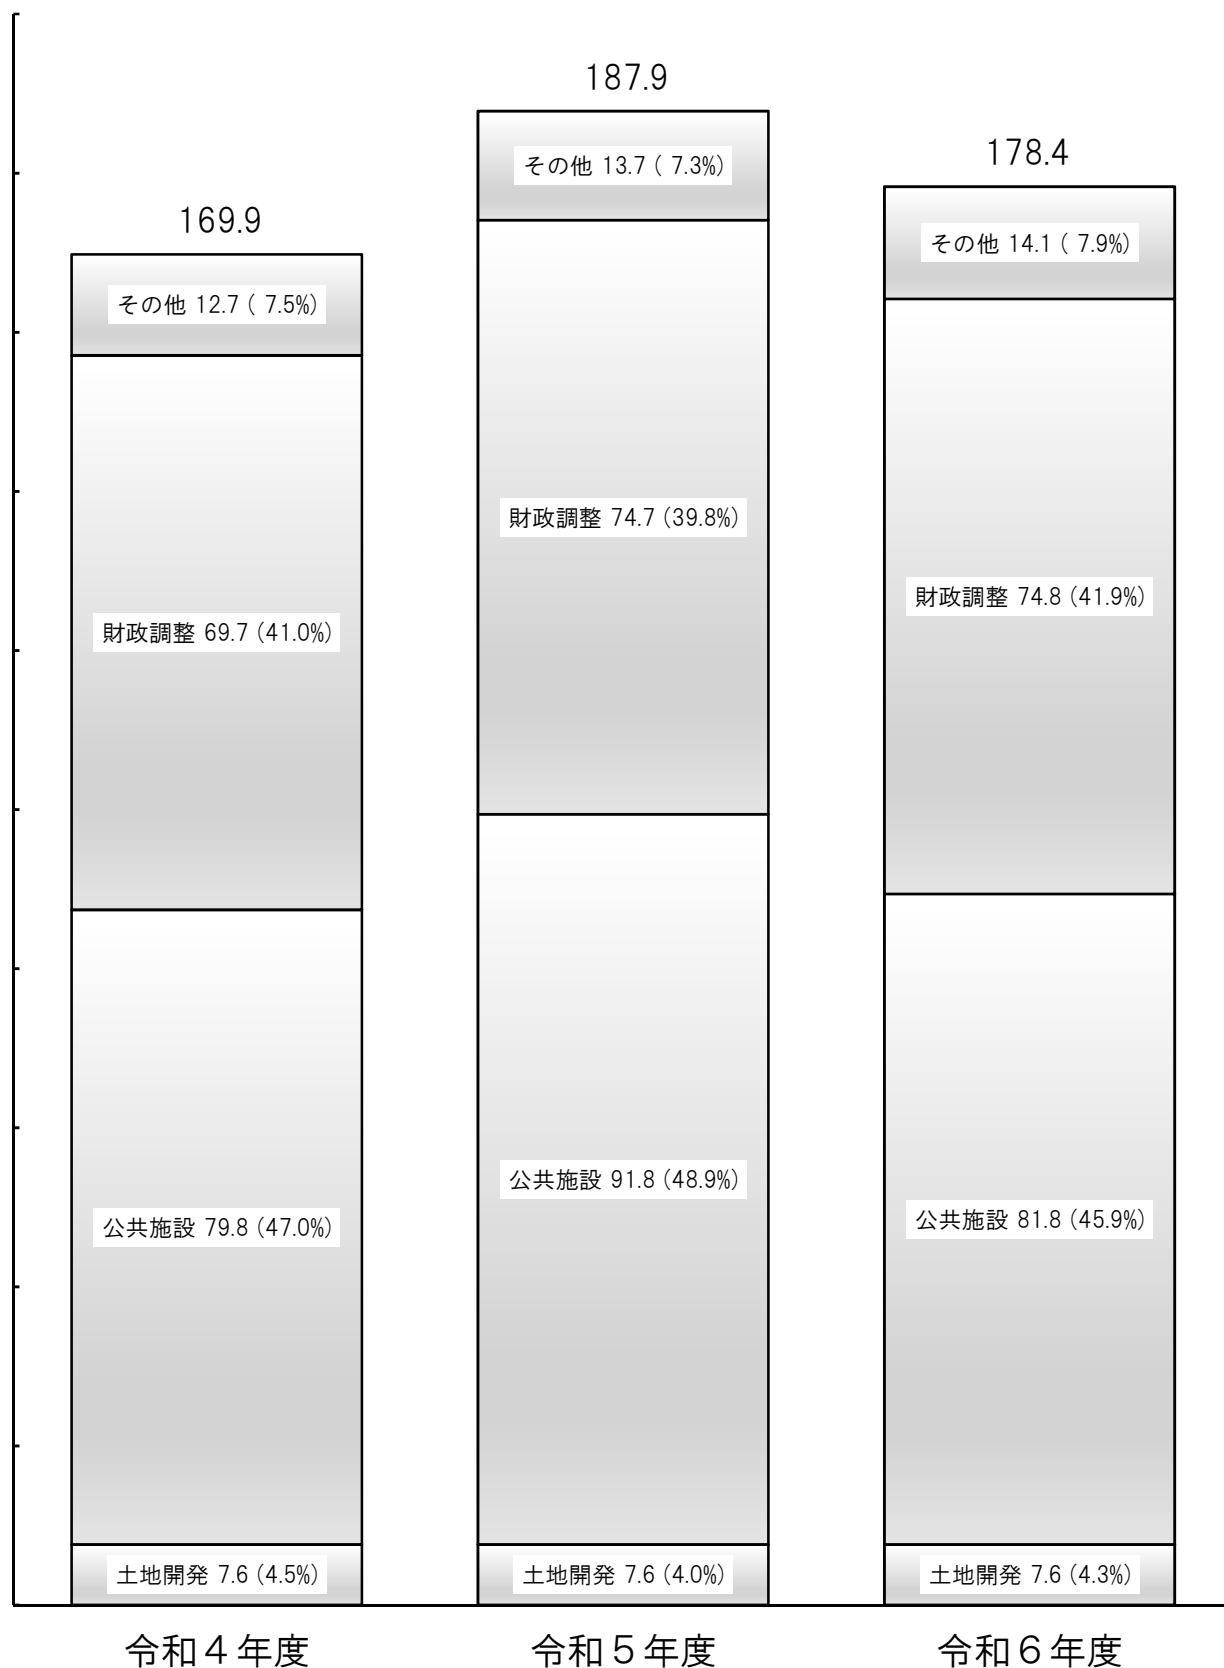 187.9
その他 13.7 ( 7.3%)
178.4
169.9
その他 14.1 ( 7.9%)
その他 12.7 ( 7.5%)
財政調整 74.7 (39.8%)
財政調整 74.8 (41.9%)
財政調整 69.7 (41.0%)
公共施設 91.8 (48.9%)
公共施設 81.8 (45.9%)
公共施設 79.8 (47.0%)
土地開発 7.6 (4.5%)
土地開発 7.6 (4.0%)
土地開発 7.6 (4.3%)
令和４年度
令和５年度
令和６年度